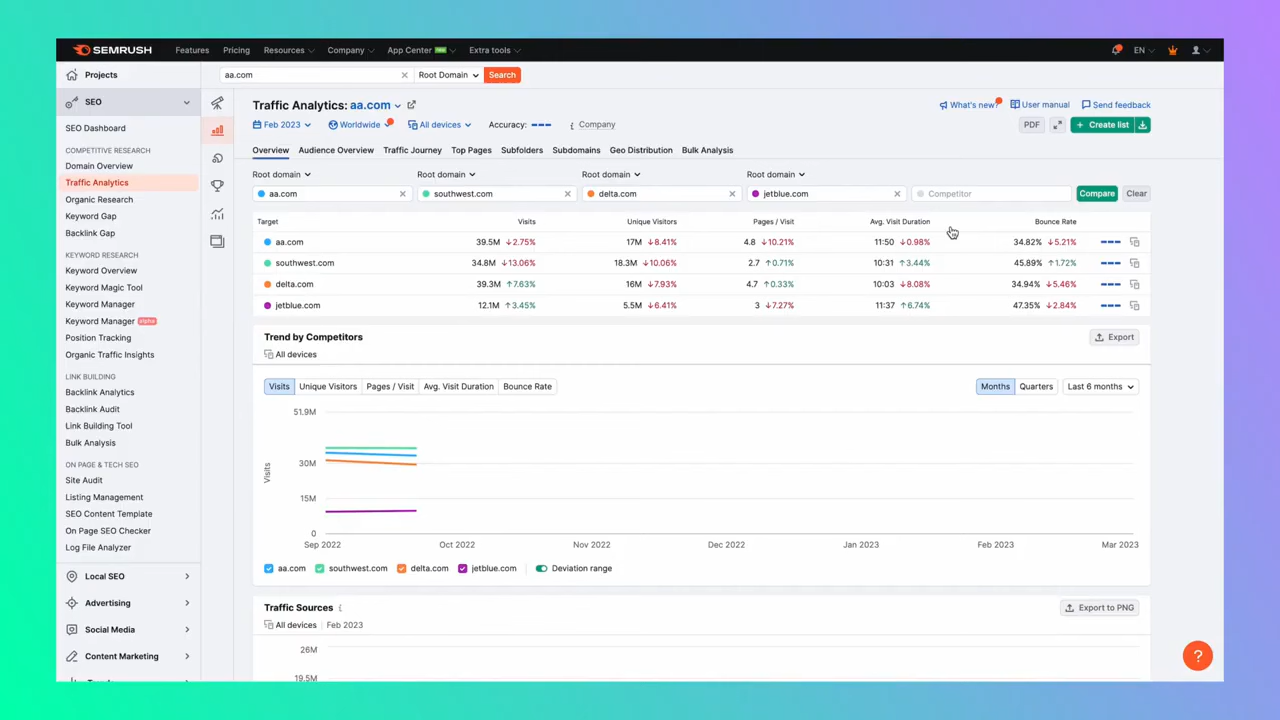 SEMRUSH Features Pricing Resources Company App Center NEW Extra tools EN
Projects aa.com Root Domain Search
SEO
SEO Dashboard
COMPETITIVE RESEARCH
Domain Overview
Traffic Analytics
Organic Research
Keyword Gap
Backlink Gap
KEYWORD RESEARCH
Keyword Overview
Keyword Magic Tool
Keyword Manager
Keyword Manager alpha
Position Tracking
Organic Traffic Insights
LINK BUILDING
Backlink Analytics
Backlink Audit
Link Building Tool
Bulk Analysis
ON PAGE & TECH SEO
Site Audit
Listing Management
SEO Content Template
On Page SEO Checker
Log File Analyzer
Local SEO
Advertising
Social Media
Content Marketing
Traffic Analytics: aa.com What's new? User manual Send feedback
Feb 2023 Worldwide All devices Accuracy: i Company PDF + Create list
Overview Audience Overview Traffic Journey Top Pages Subfolders Subdomains Geo Distribution Bulk Analysis
Root domain Root domain Root domain Root domain
aa.com southwest.com delta.com jetblue.com Competitor Compare Clear
Target Visits Unique Visitors Pages / Visit Avg. Visit Duration Bounce Rate
aa.com 39.5M ↓2.75% 17M ↓8.41% 4.8 ↓10.21% 11:50 ↓0.98% 34.82% ↓5.21%
southwest.com 34.8M ↓13.06% 18.3M ↓10.06% 2.7 ↑0.71% 10:31 ↑3.44% 45.89% ↑1.72%
delta.com 39.3M ↑7.63% 16M ↓7.93% 4.7 ↑0.33% 10:03 ↓8.08% 34.94% ↓5.46%
jetblue.com 12.1M ↑3.45% 5.5M ↓6.41% 3 ↓7.27% 11:37 ↑6.74% 47.35% ↓2.84%
Trend by Competitors Export
All devices
Visits Unique Visitors Pages / Visit Avg. Visit Duration Bounce Rate Months Quarters Last 6 months
51.9M
30M
15M
0
Visits
Sep 2022 Oct 2022 Nov 2022 Dec 2022 Jan 2023 Feb 2023 Mar 2023
aa.com southwest.com delta.com jetblue.com Deviation range
Traffic Sources i Export to PNG
All devices Feb 2023
26M
19.5M
?